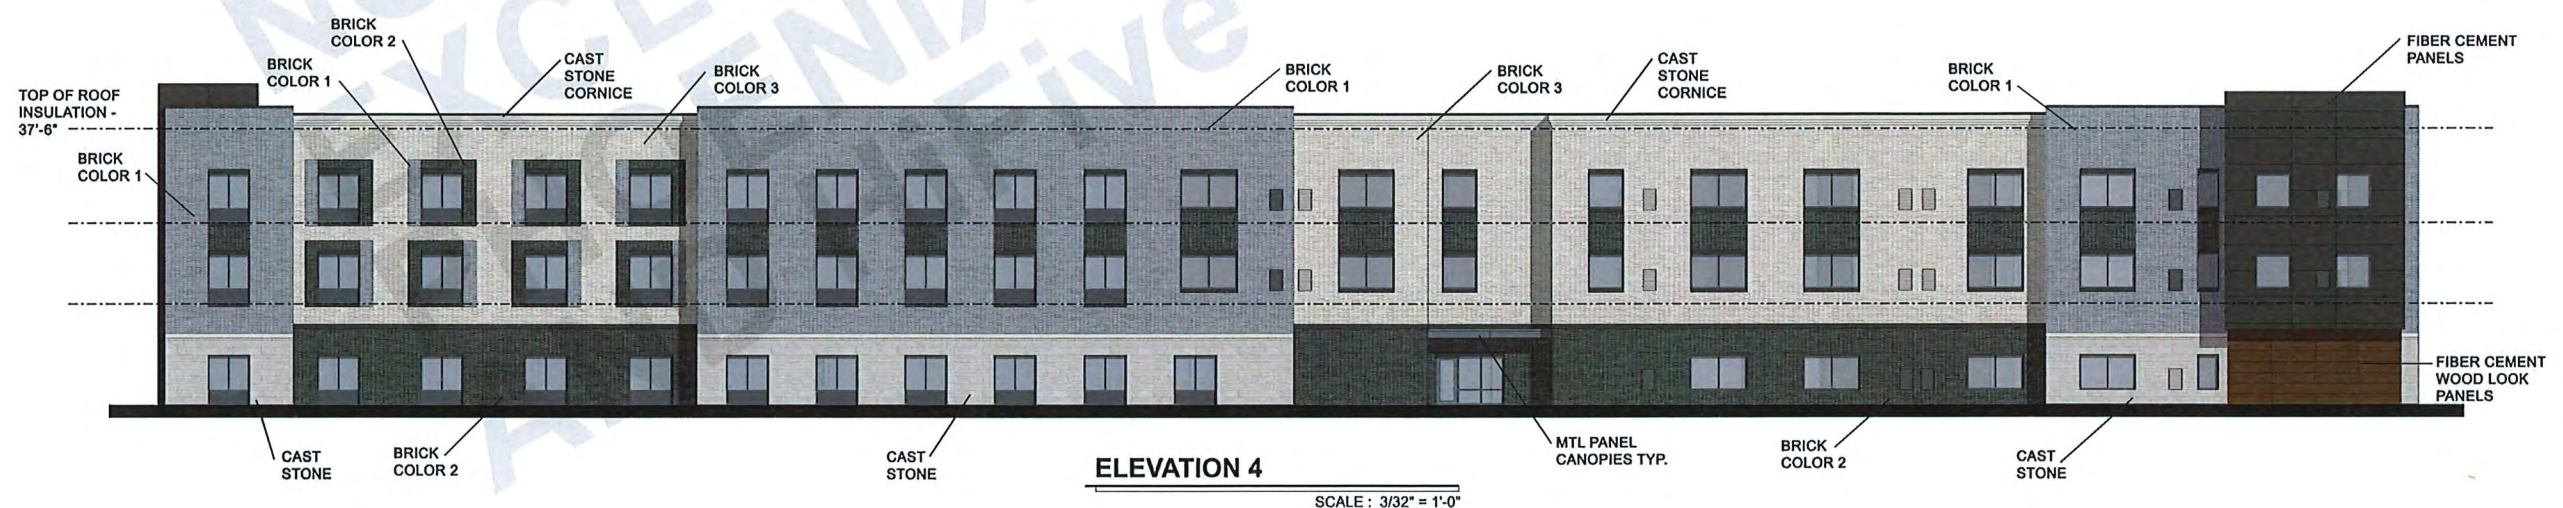 BRICK
COLOR 2
BRICK
COLOR 1
CAST
STONE
CORNICE
BRICK
COLOR 3
TOP OF ROOF
INSULATION -
37'-6"
BRICK
COLOR 1
BRICK
COLOR 1
BRICK
COLOR 3
CAST
STONE
CORNICE
BRICK
COLOR 1
FIBER CEMENT
PANELS
FIBER CEMENT
WOOD LOOK
PANELS
CAST
STONE
BRICK
COLOR 2
CAST
STONE
MTL PANEL
CANOPIES TYP.
BRICK
COLOR 2
CAST
STONE
ELEVATION 4
SCALE : 3/32" = 1'-0"
Five